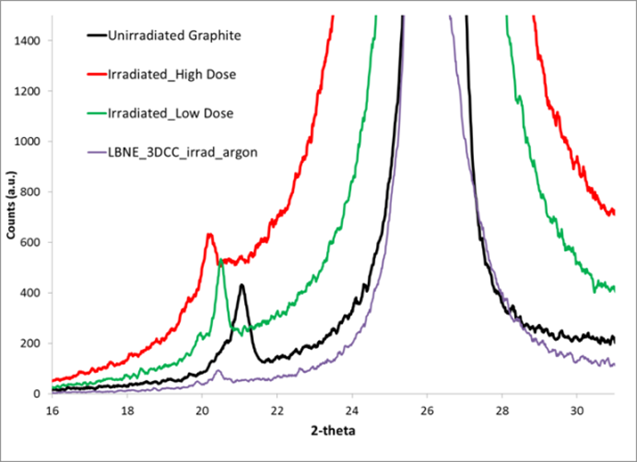 Unirradiated Graphite
Irradiated_High Dose
Irradiated_Low Dose
LBNE_3DCC_irrad_argon
Counts (a.u.)
1400
1200
1000
800
600
400
200
0
16 18 20 22 24 26 28 30
2-theta